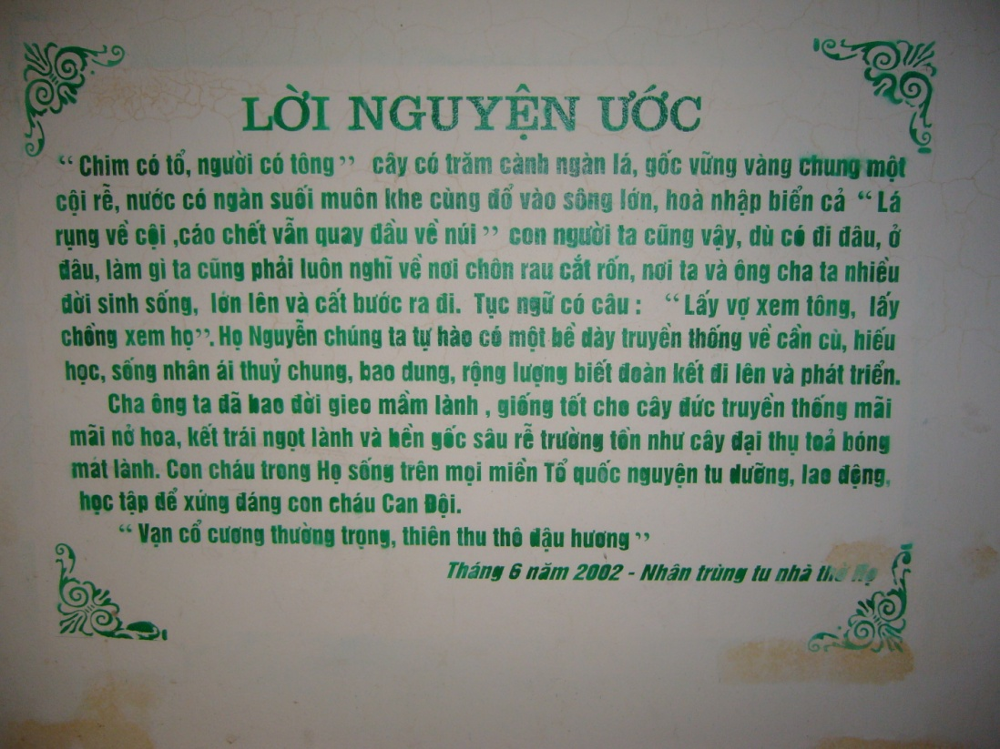 LỜI NGUYỆN ƯỚC
“ Chim có tổ, người có tông ” cây có trăm cành ngàn lá, gốc vững vàng chung một
cội rễ, nước có ngàn suối muôn khe cùng đổ vào sông lớn, hoà nhập biển cả “ Lá
rụng về cội ,cáo chết vẫn quay đầu về núi ” con người ta cũng vậy, dù có đi đâu, ở
đâu, làm gì ta cũng phải luôn nghĩ về nơi chôn rau cắt rốn, nơi ta và ông cha ta nhiều
đời sinh sống, lớn lên và cất bước ra đi. Tục ngữ có câu : “ Lấy vợ xem tông, lấy
chồng xem họ”. Họ Nguyễn chúng ta tự hào có một bề dày truyền thống về cần cù, hiếu
học, sống nhân ái thuỷ chung, bao dung, rộng lượng biết đoàn kết đi lên và phát triển.
Cha ông ta đã bao đời gieo mầm lành , giống tốt cho cây đức truyền thống mãi
mãi nở hoa, kết trái ngọt lành và bền gốc sâu rễ trường tồn như cây đại thụ toả bóng
mát lành. Con cháu trong Họ sống trên mọi miền Tổ quốc nguyện tu dưỡng, lao động,
học tập để xứng đáng con cháu Can Đội.
“ Vạn cổ cương thường trọng, thiên thu thô đậu hương ”
Tháng 6 năm 2002 - Nhân trùng tu nhà thờ Họ